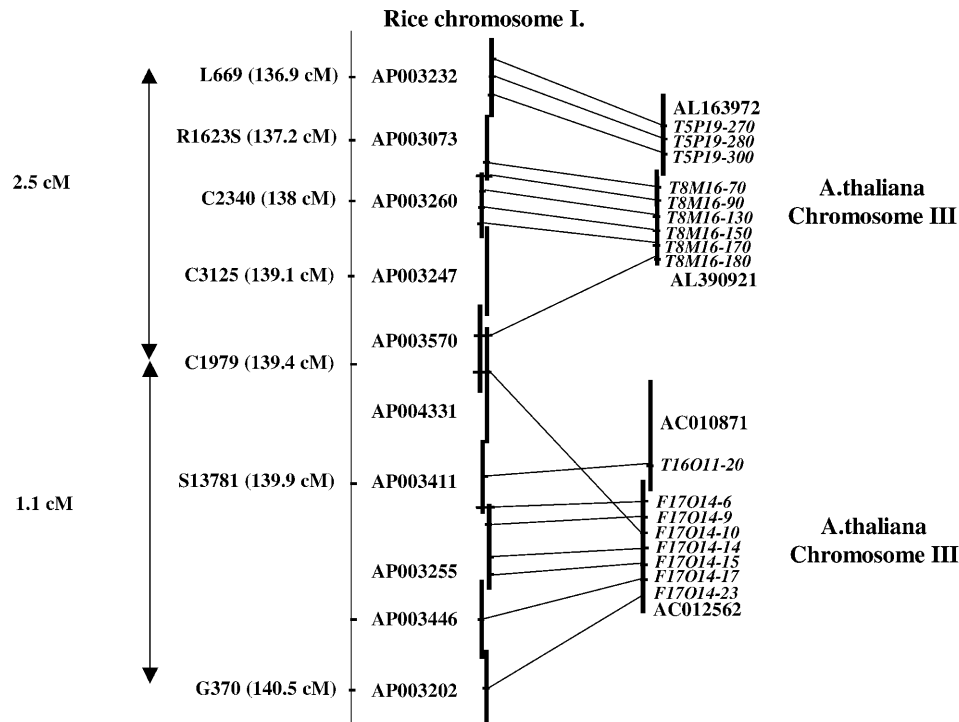 Rice chromosome I.
L669 (136.9 cM)
AP003232
AL163972
T5P19-270
T5P19-280
T5P19-300
R1623S (137.2 cM)
AP003073
2.5 cM
C2340 (138 cM)
AP003260
T8M16-70
T8M16-90
T8M16-130
T8M16-150
T8M16-170
T8M16-180
AL390921
A.thaliana
Chromosome III
C3125 (139.1 cM)
AP003247
AP003570
C1979 (139.4 cM)
AP004331
AC010871
T16O11-20
S13781 (139.9 cM)
AP003411
1.1 cM
F17O14-6
F17O14-9
F17O14-10
F17O14-14
F17O14-15
F17O14-17
F17O14-23
AC012562
A.thaliana
Chromosome III
AP003255
AP003446
G370 (140.5 cM)
AP003202